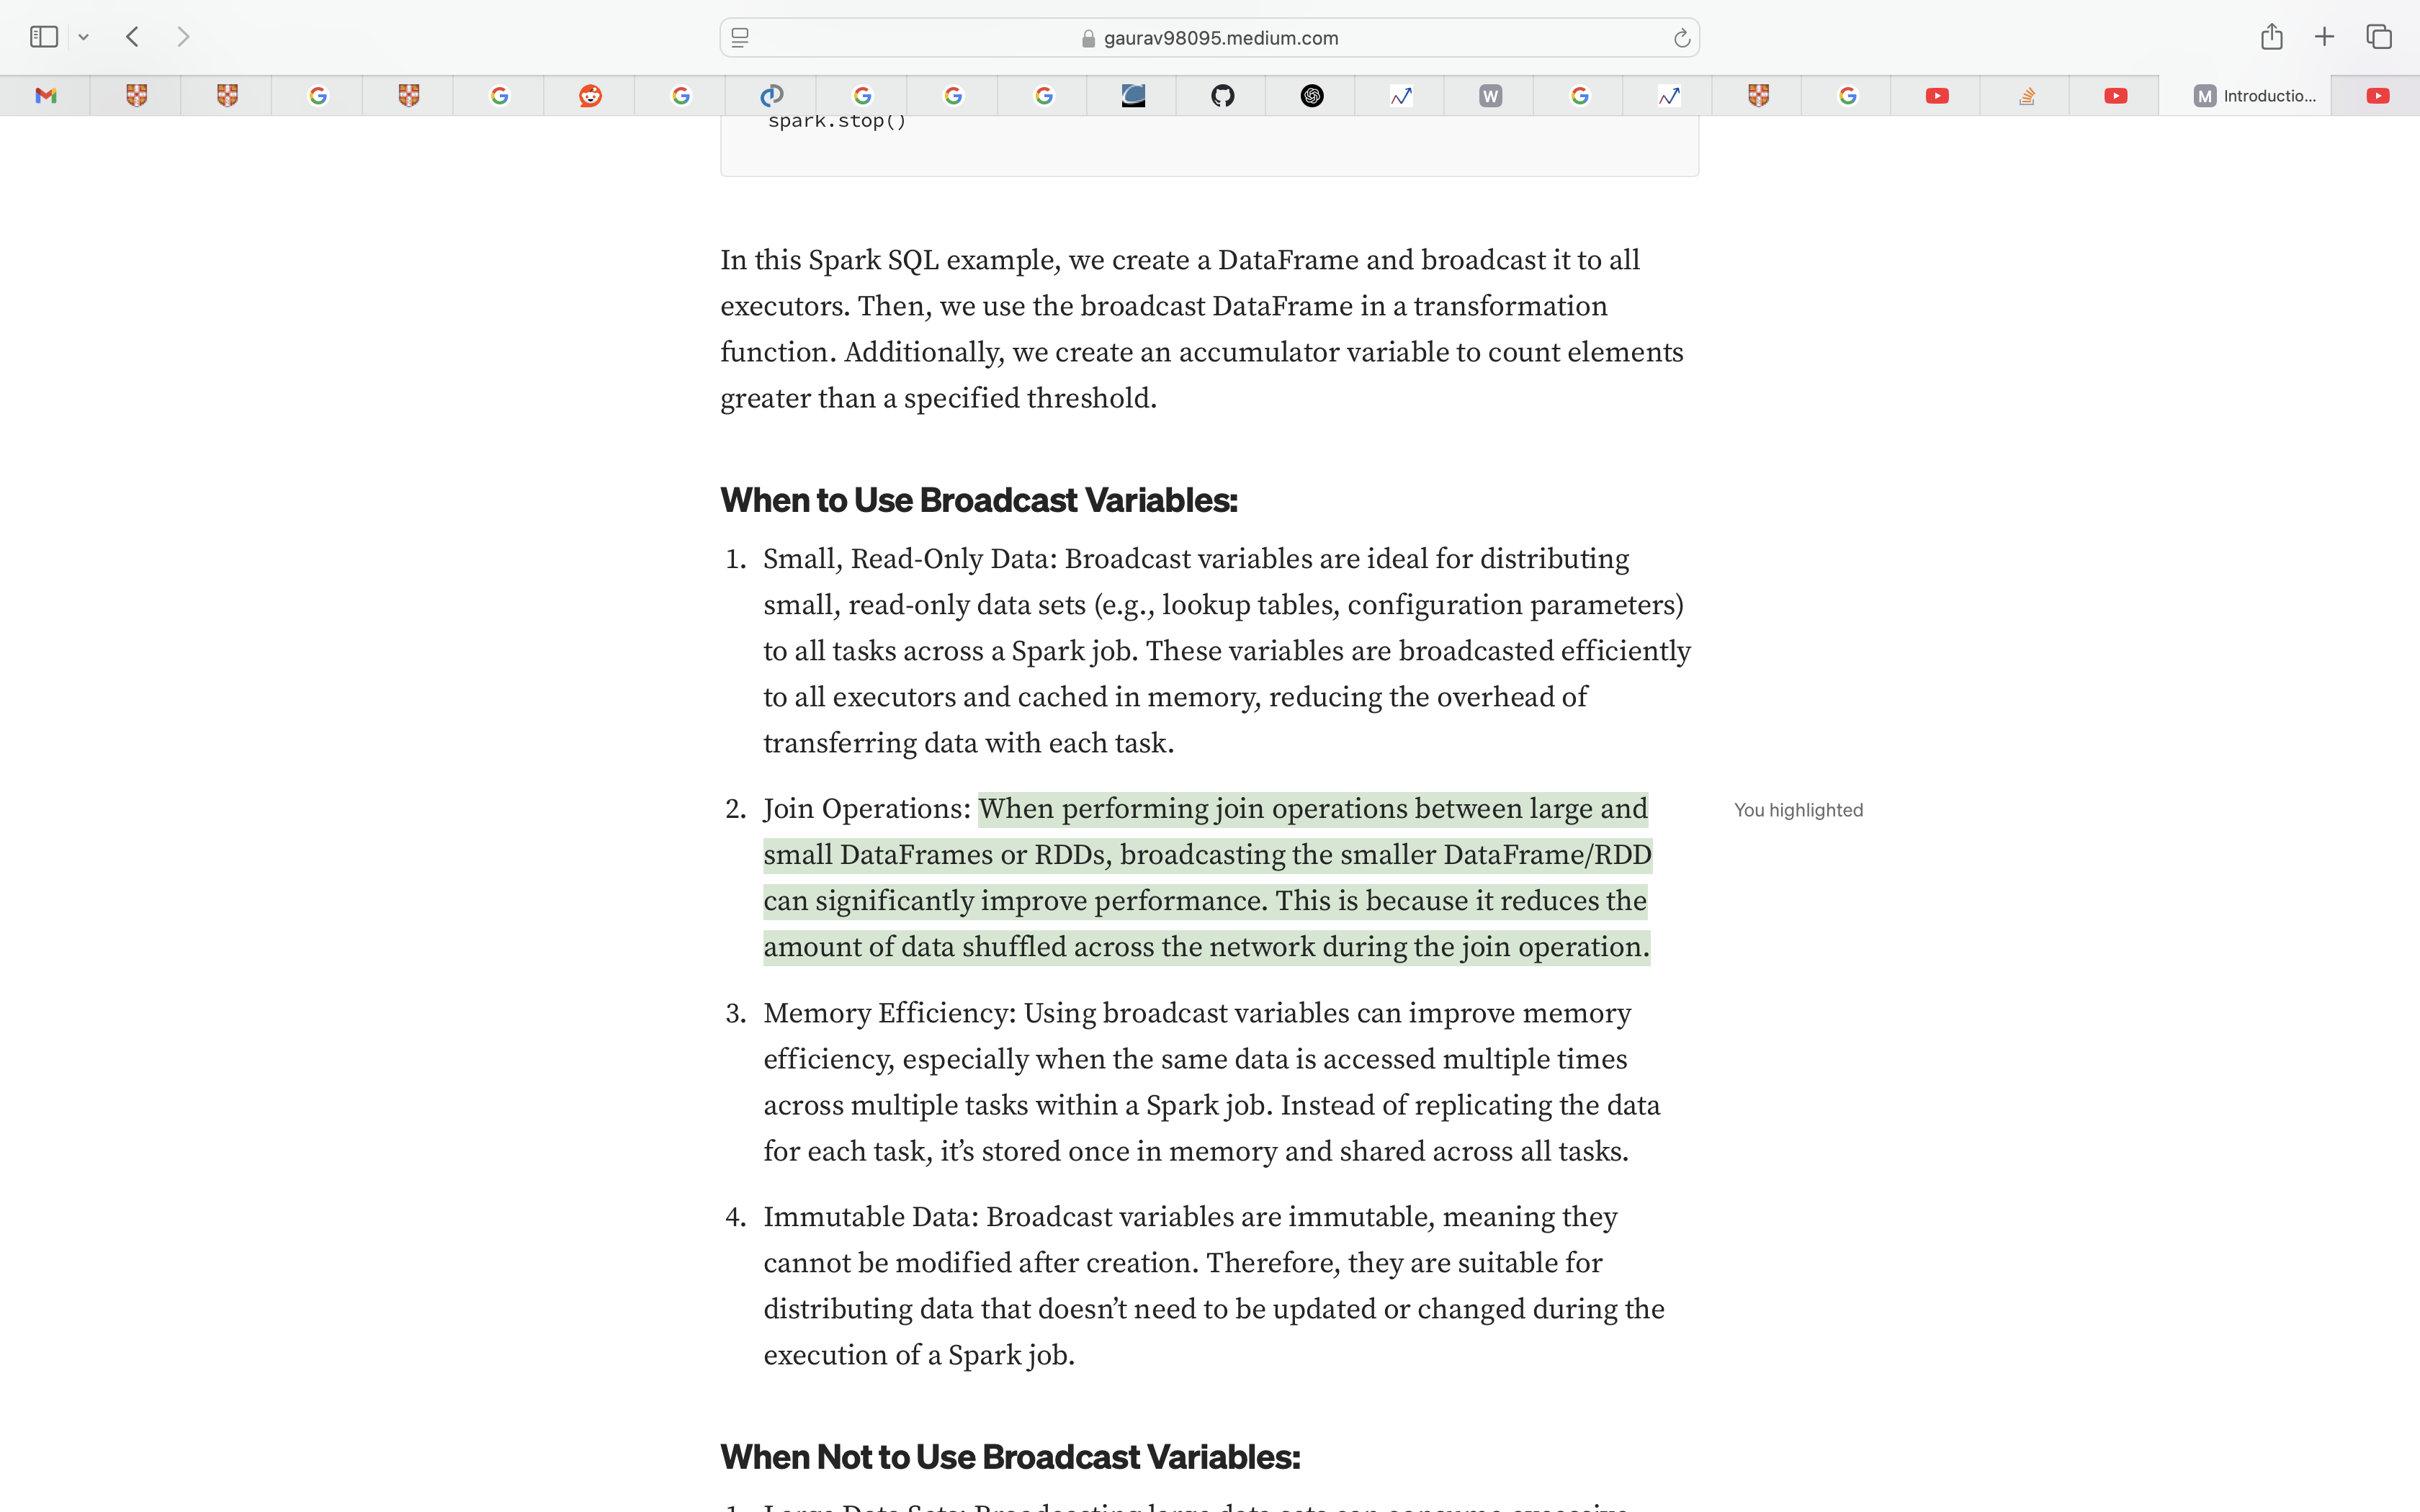 gaurav98095.medium.com
W
M Introductio...
spark.stop()
In this Spark SQL example, we create a DataFrame and broadcast it to all
executors. Then, we use the broadcast DataFrame in a transformation
function. Additionally, we create an accumulator variable to count elements
greater than a specified threshold.
When to Use Broadcast Variables:
1. Small, Read-Only Data: Broadcast variables are ideal for distributing
small, read-only data sets (e.g., lookup tables, configuration parameters)
to all tasks across a Spark job. These variables are broadcasted efficiently
to all executors and cached in memory, reducing the overhead of
transferring data with each task.
2. Join Operations: When performing join operations between large and
You highlighted
small DataFrames or RDDs, broadcasting the smaller DataFrame/RDD
can significantly improve performance. This is because it reduces the
amount of data shuffled across the network during the join operation.
3. Memory Efficiency: Using broadcast variables can improve memory
efficiency, especially when the same data is accessed multiple times
across multiple tasks within a Spark job. Instead of replicating the data
for each task, it’s stored once in memory and shared across all tasks.
4. Immutable Data: Broadcast variables are immutable, meaning they
cannot be modified after creation. Therefore, they are suitable for
distributing data that doesn’t need to be updated or changed during the
execution of a Spark job.
When Not to Use Broadcast Variables:
1. Large Data Sets: Broadcasting large data sets can consume excessive